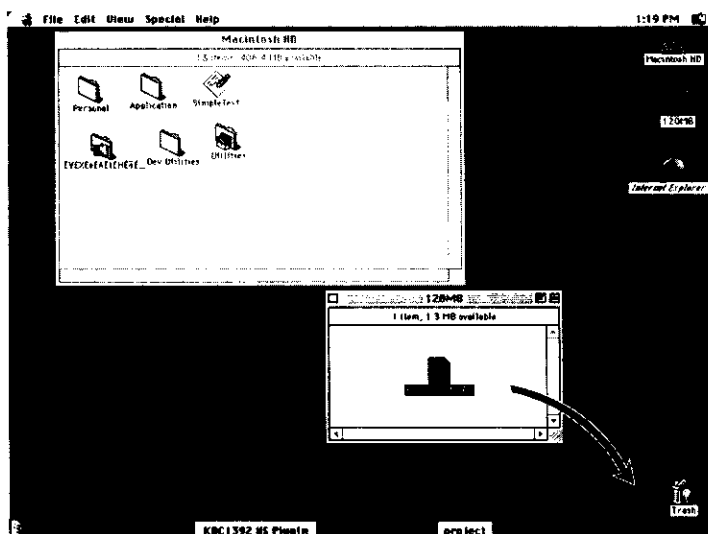 File Edit View Special Help
1:19 PM
Macintosh HD
Personal
Application
SimpleText
Dev Utilities
Utilities
Macintosh HD
120MB
Internet Explorer
120MB
1 item, 1.3 MB available
Trash
project